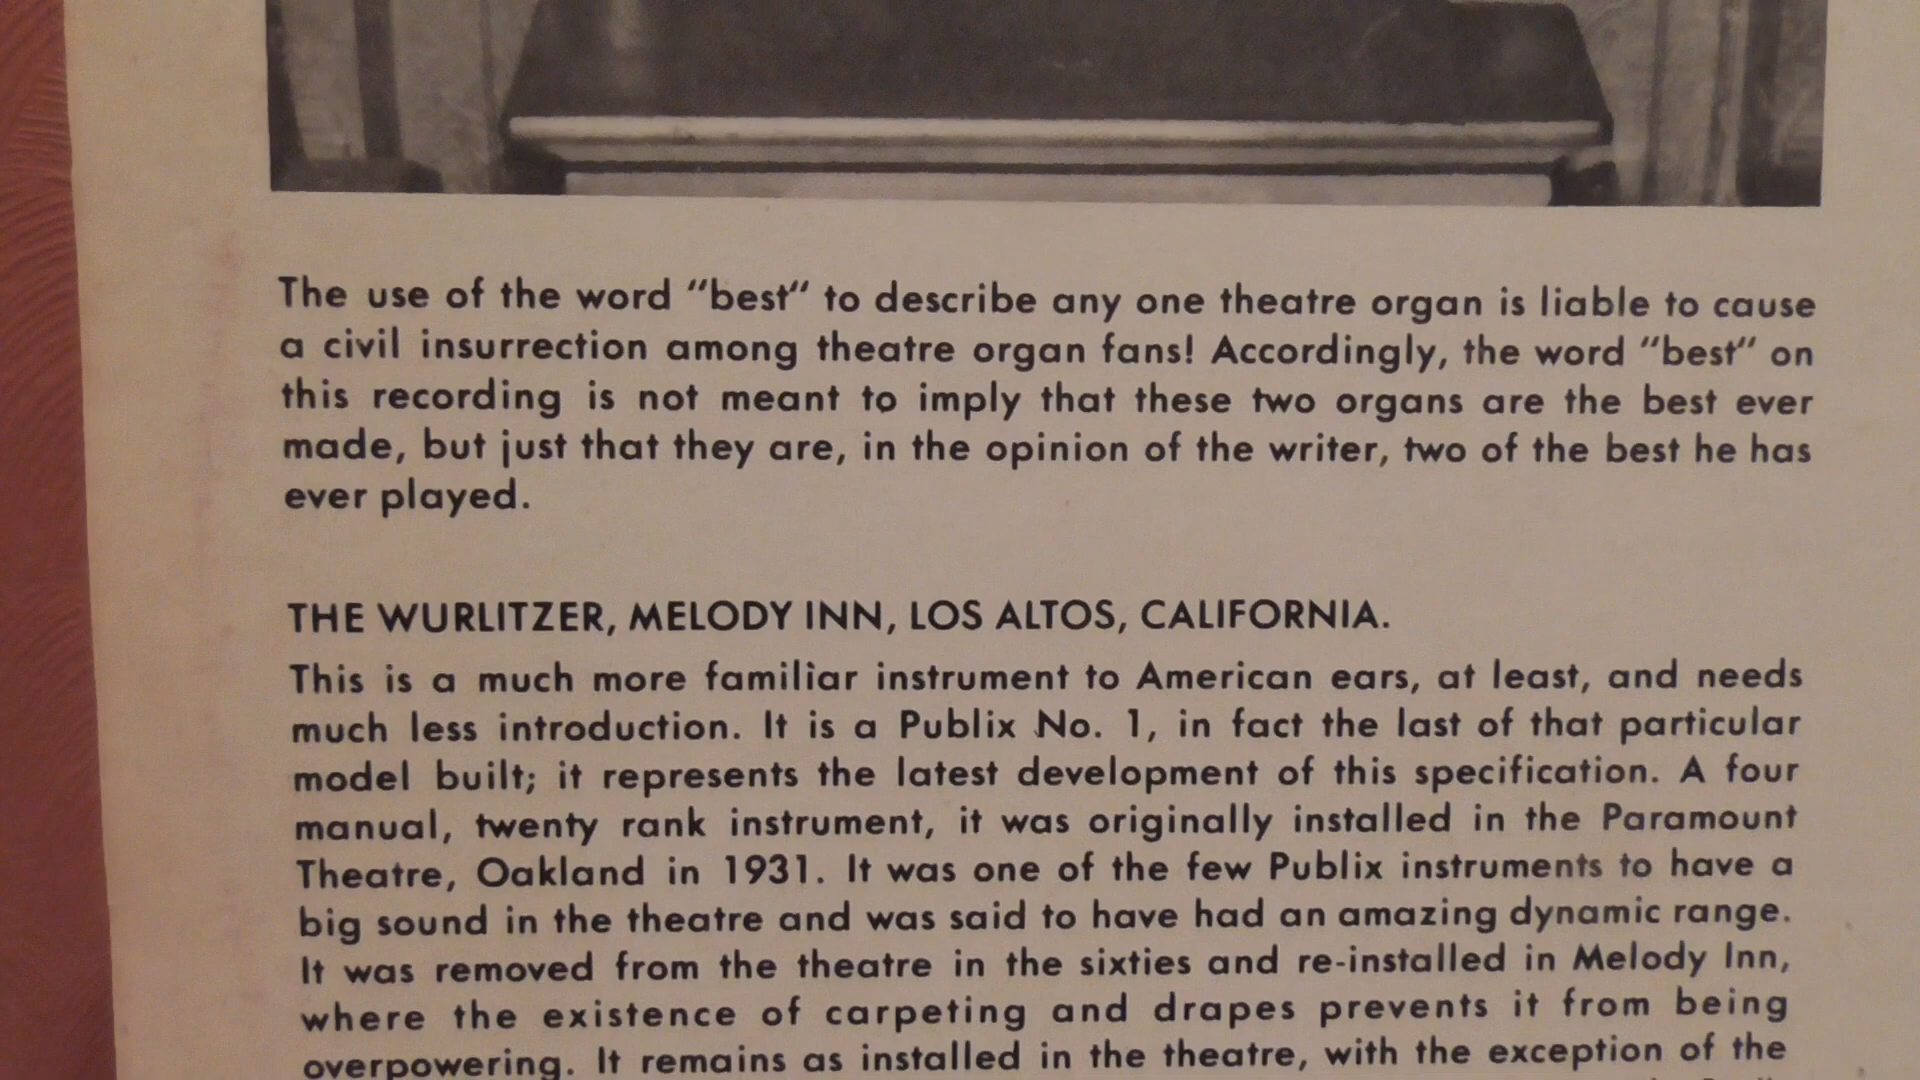 The use of the word "best" to describe any one theatre organ is liable to cause
a civil insurrection among theatre organ fans! Accordingly, the word "best" on
this recording is not meant to imply that these two organs are the best ever
made, but just that they are, in the opinion of the writer, two of the best he has
ever played.
THE WURLITZER, MELODY INN, LOS ALTOS, CALIFORNIA.
This is a much more familiar instrument to American ears, at least, and needs
much less introduction. It is a Publix No. 1, in fact the last of that particular
model built; it represents the latest development of this specification. A four
manual, twenty rank instrument, it was originally installed in the Paramount
Theatre, Oakland in 1931. It was one of the few Publix instruments to have a
big sound in the theatre and was said to have had an amazing dynamic range.
It was removed from the theatre in the sixties and re-installed in Melody Inn,
where the existence of carpeting and drapes prevents it from being
overpowering. It remains as installed in the theatre, with the exception of the